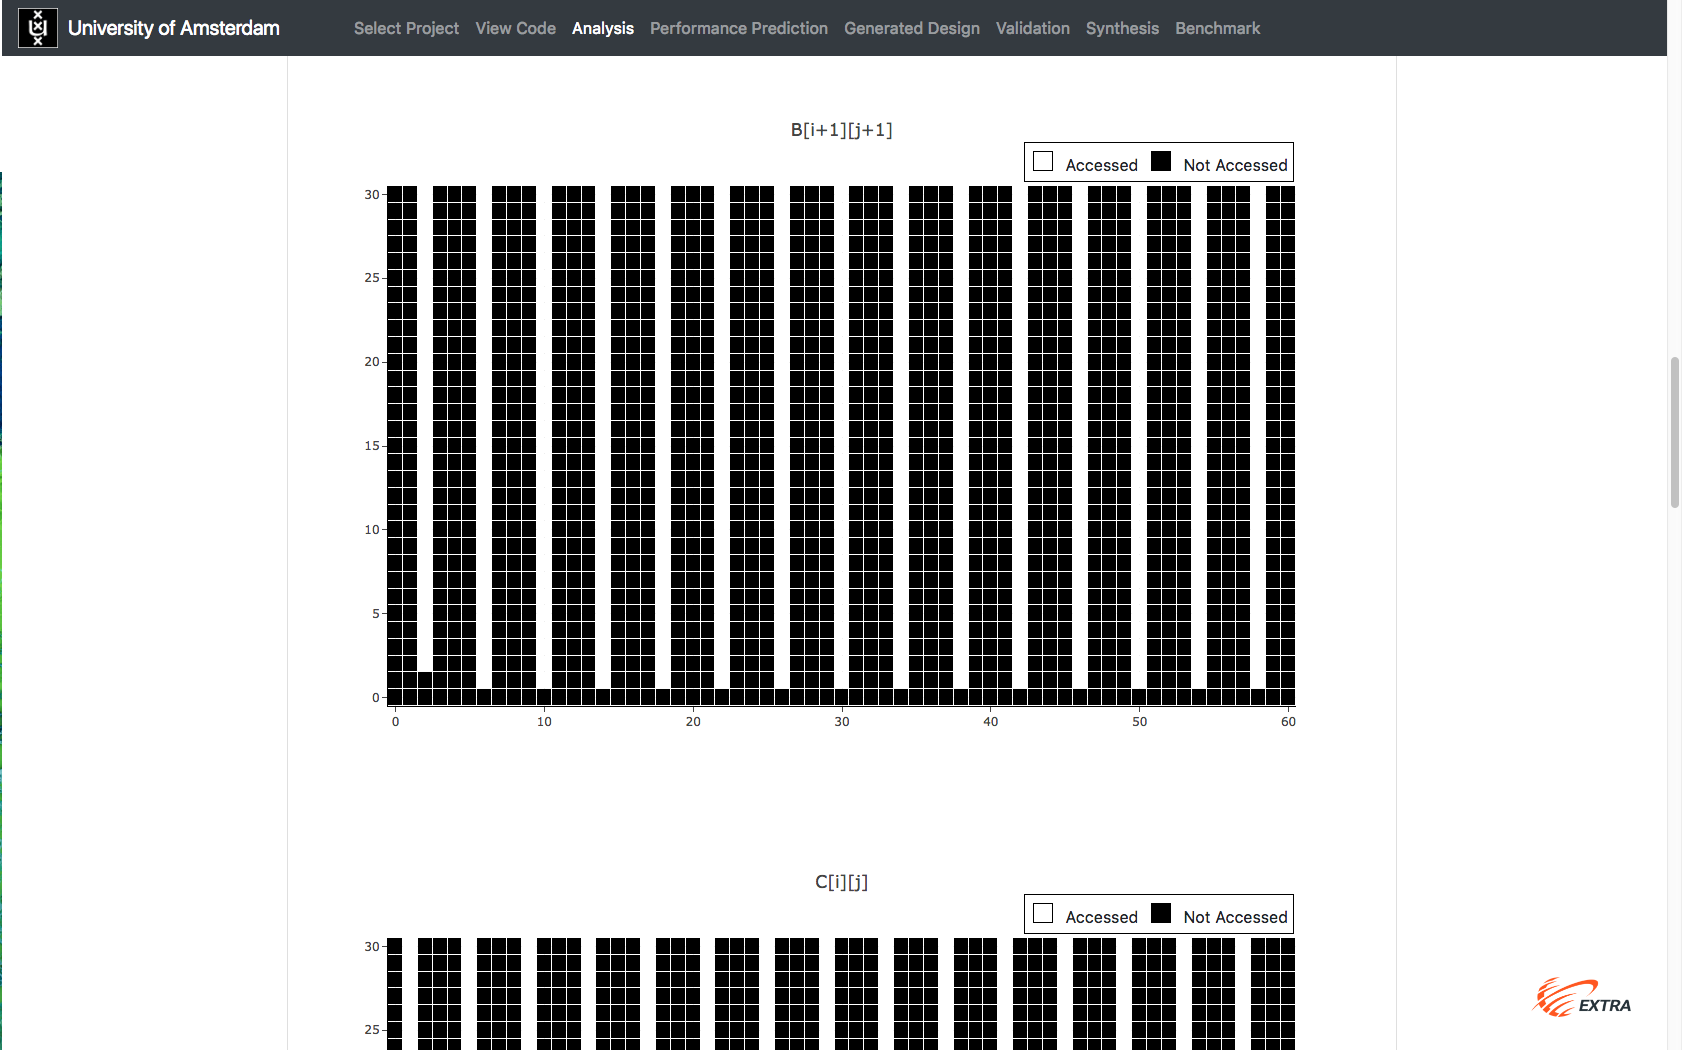 University of Amsterdam Select Project View Code Analysis Performance Prediction Generated Design Validation Synthesis Benchmark
B[i+1][j+1]
Accessed Not Accessed
30
25
20
15
10
5
0
0 10 20 30 40 50 60
C[i][j]
Accessed Not Accessed
30
25
EXTRA